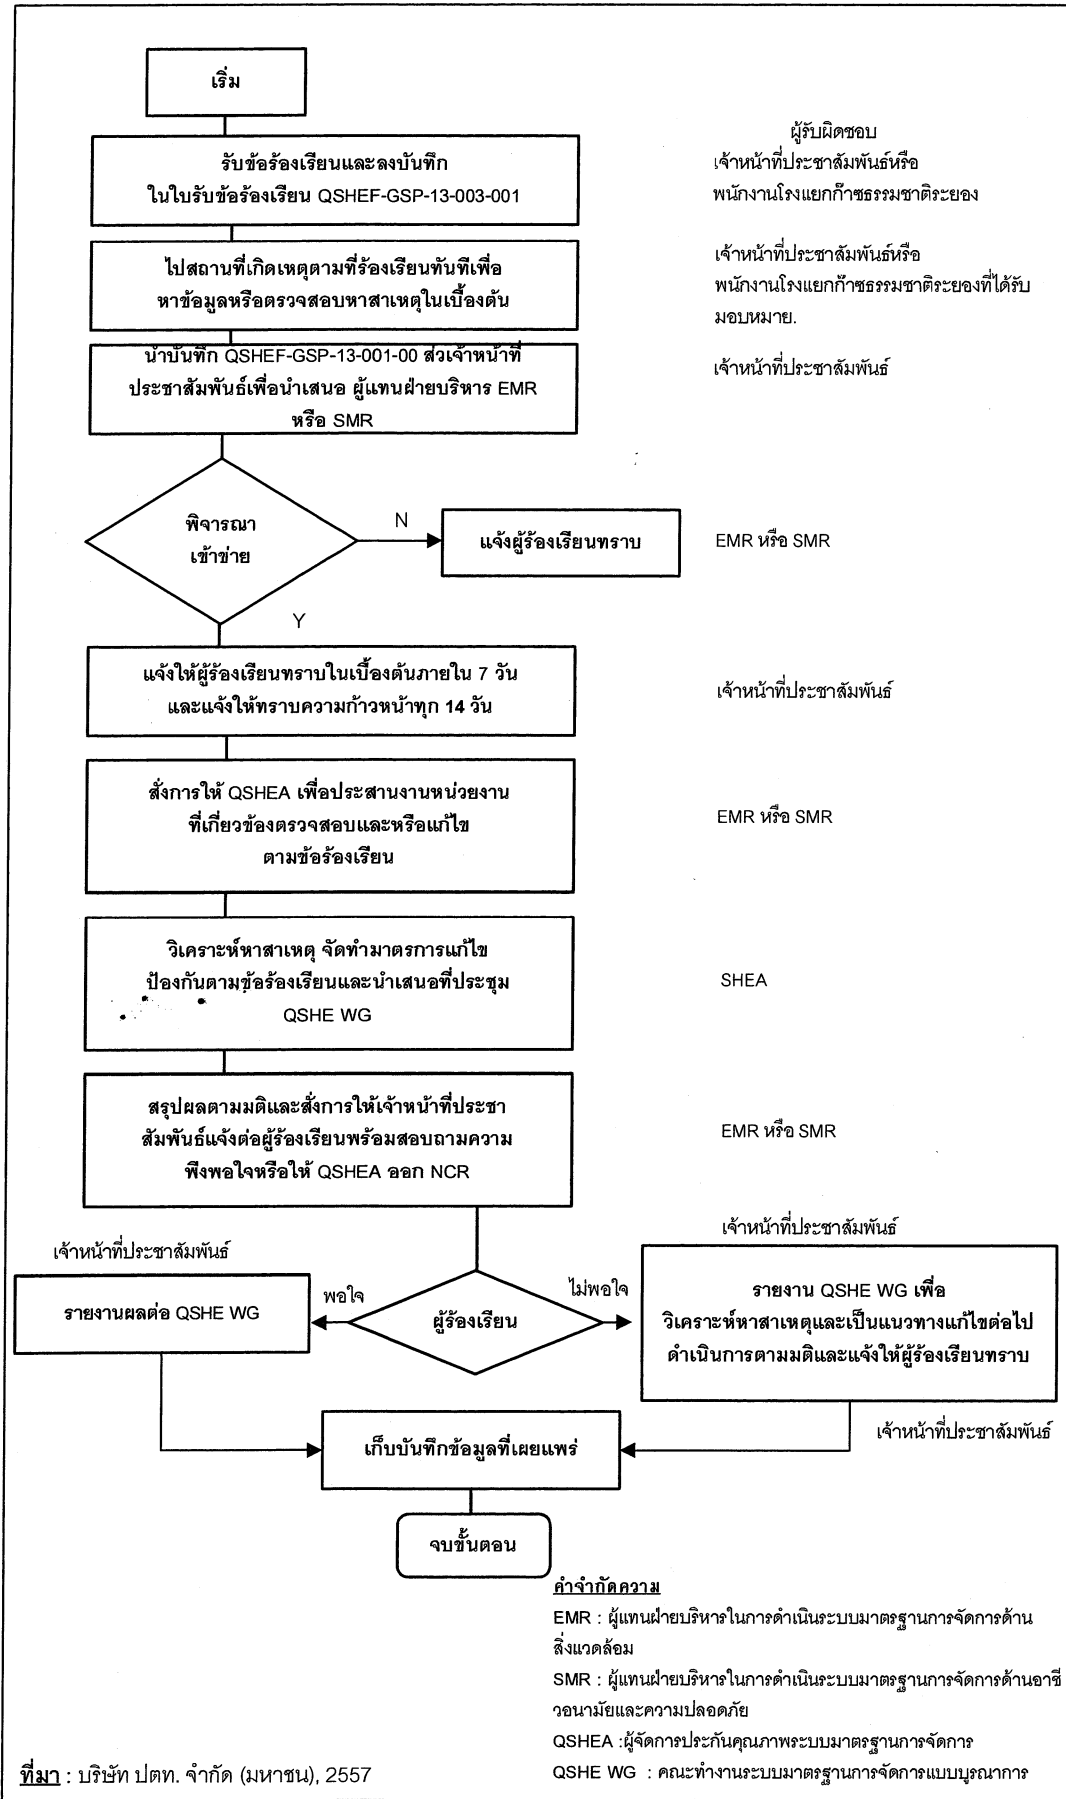 เริ่ม
ผู้รับผิดชอบ
รับข้อร้องเรียนและลงบันทึก
ในใบรับข้อร้องเรียน QSHEF-GSP-13-003-001
เจ้าหน้าที่ประชาสัมพันธ์หรือ
พนักงานโรงแยกก๊าซธรรมชาติระยอง
ไปสถานที่เกิดเหตุตามที่ร้องเรียนทันทีเพื่อ
หาข้อมูลหรือตรวจสอบหาสาเหตุในเบื้องต้น
เจ้าหน้าที่ประชาสัมพันธ์หรือ
พนักงานโรงแยกก๊าซธรรมชาติระยองที่ได้รับ
มอบหมาย.
นำบันทึก QSHEF-GSP-13-001-00 ส่งเจ้าหน้าที่
ประชาสัมพันธ์เพื่อนำเสนอ ผู้แทนฝ่ายบริหาร EMR
หรือ SMR
เจ้าหน้าที่ประชาสัมพันธ์
พิจารณา
เข้าข่าย
N
แจ้งผู้ร้องเรียนทราบ
EMR หรือ SMR
Y
แจ้งให้ผู้ร้องเรียนทราบในเบื้องต้นภายใน 7 วัน
และแจ้งให้ทราบความก้าวหน้าทุก 14 วัน
เจ้าหน้าที่ประชาสัมพันธ์
สั่งการให้ QSHEA เพื่อประสานงานหน่วยงาน
ที่เกี่ยวข้องตรวจสอบและหรือแก้ไข
ตามข้อร้องเรียน
EMR หรือ SMR
วิเคราะห์หาสาเหตุ จัดทำมาตรการแก้ไข
ป้องกันตามข้อร้องเรียนและนำเสนอที่ประชุม
QSHE WG
SHEA
สรุปผลตามมติและสั่งการให้เจ้าหน้าที่ประชา
สัมพันธ์แจ้งต่อผู้ร้องเรียนพร้อมสอบถามความ
พึงพอใจหรือให้ QSHEA ออก NCR
EMR หรือ SMR
เจ้าหน้าที่ประชาสัมพันธ์
รายงานผลต่อ QSHE WG
พอใจ
ผู้ร้องเรียน
ไม่พอใจ
เจ้าหน้าที่ประชาสัมพันธ์
รายงาน QSHE WG เพื่อ
วิเคราะห์หาสาเหตุและเป็นแนวทางแก้ไขต่อไป
ดำเนินการตามมติและแจ้งให้ผู้ร้องเรียนทราบ
เจ้าหน้าที่ประชาสัมพันธ์
เก็บบันทึกข้อมูลที่เผยแพร่
จบขั้นตอน
คำจำกัดความ
EMR : ผู้แทนฝ่ายบริหารในการดำเนินระบบมาตรฐานการจัดการด้าน
สิ่งแวดล้อม
SMR : ผู้แทนฝ่ายบริหารในการดำเนินระบบมาตรฐานการจัดการด้านอาชี
วอนามัยและความปลอดภัย
QSHEA :ผู้จัดการประกันคุณภาพระบบมาตรฐานการจัดการ
QSHE WG : คณะทำงานระบบมาตรฐานการจัดการแบบบูรณาการ
ที่มา : บริษัท ปตท. จำกัด (มหาชน), 2557